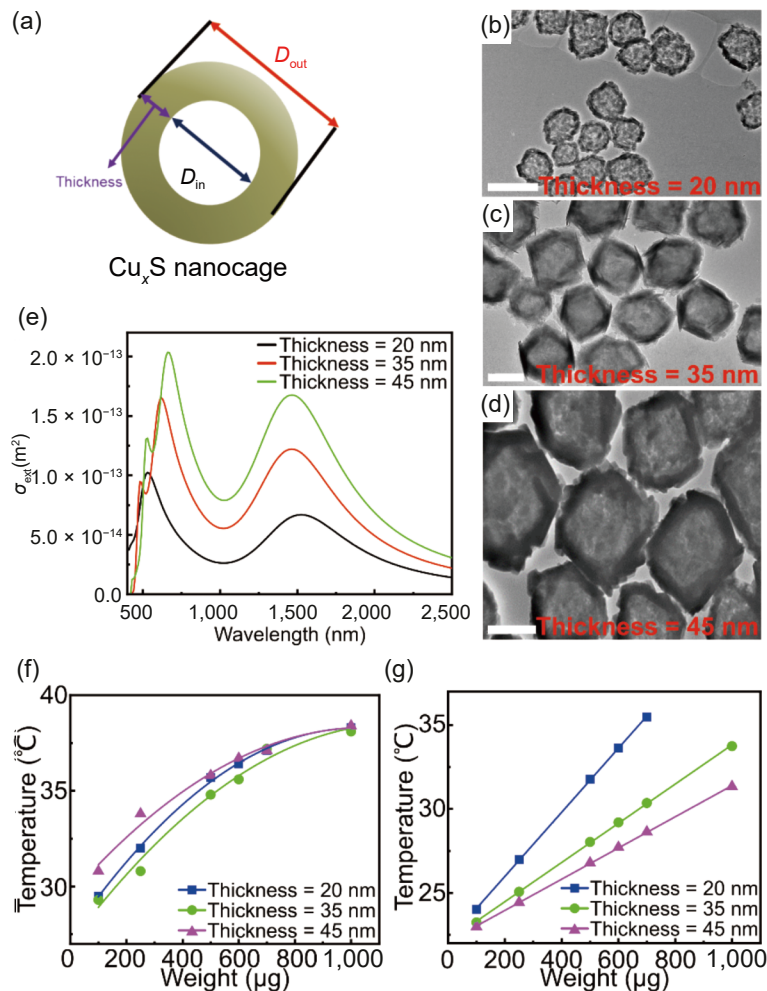 (a)
D_out
Thickness
D_in
Cu_xS nanocage
(b)
Thickness = 20 nm
(c)
Thickness = 35 nm
(d)
Thickness = 45 nm
(e)
Thickness = 20 nm
Thickness = 35 nm
Thickness = 45 nm
2.0 × 10⁻¹³
1.5 × 10⁻¹³
1.0 × 10⁻¹³
5.0 × 10⁻¹⁴
0.0
σ_ext(m²)
500 1,000 1,500 2,000 2,500
Wavelength (nm)
(f)
40
35
30
Temperature (℃)
Thickness = 20 nm
Thickness = 35 nm
Thickness = 45 nm
0 200 400 600 800 1,000
Weight (μg)
(g)
35
30
25
Temperature (℃)
Thickness = 20 nm
Thickness = 35 nm
Thickness = 45 nm
0 200 400 600 800 1,000
Weight (μg)